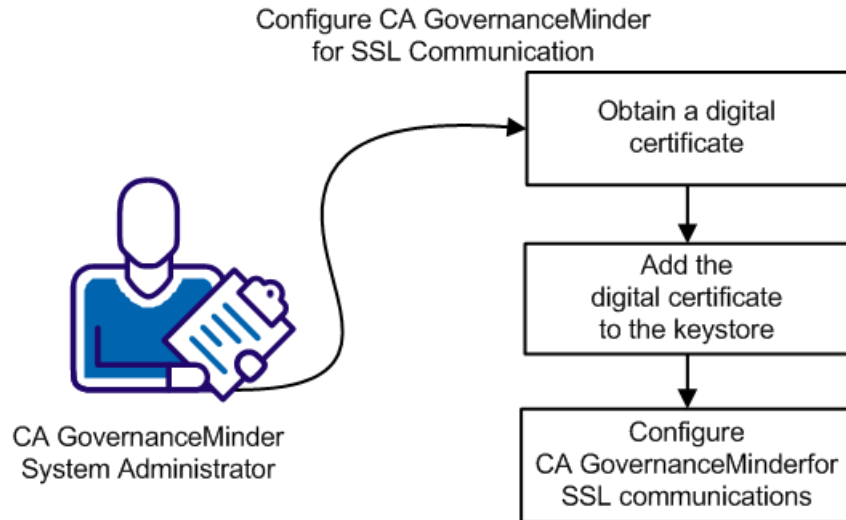 Configure CA GovernanceMinder
for SSL Communication
Obtain a digital
certificate
Add the
digital certificate
to the keystore
Configure
CA GovernanceMinderfor
SSL communications
CA GovernanceMinder
System Administrator